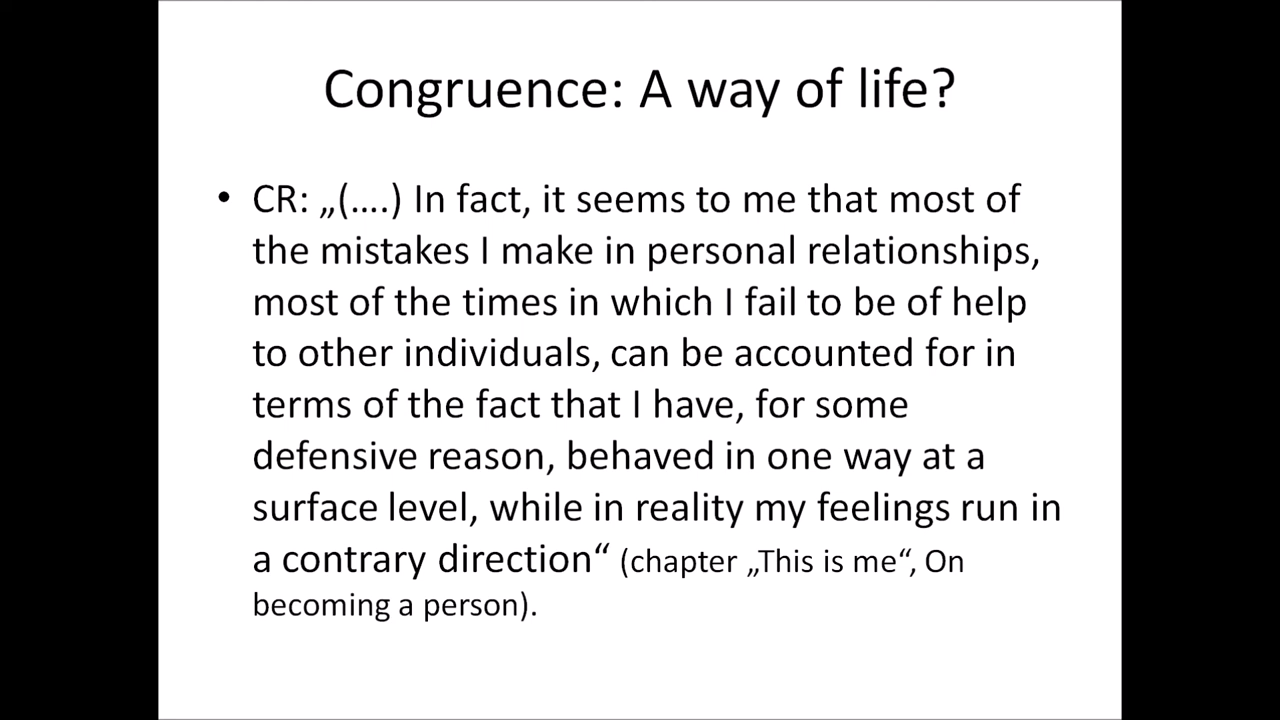 Congruence: A way of life?
• CR: „(....) In fact, it seems to me that most of
the mistakes I make in personal relationships,
most of the times in which I fail to be of help
to other individuals, can be accounted for in
terms of the fact that I have, for some
defensive reason, behaved in one way at a
surface level, while in reality my feelings run in
a contrary direction“ (chapter „This is me“, On
becoming a person).